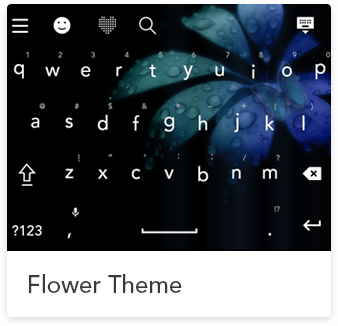 1 2 3 4 5 6 7 8 9 0
q w e r t y u i o p
@ # $ & - + ( )
a s d f g h j k l
! " ' : ; / ?
z x c v b n m
!?
?123 , .
Flower Theme